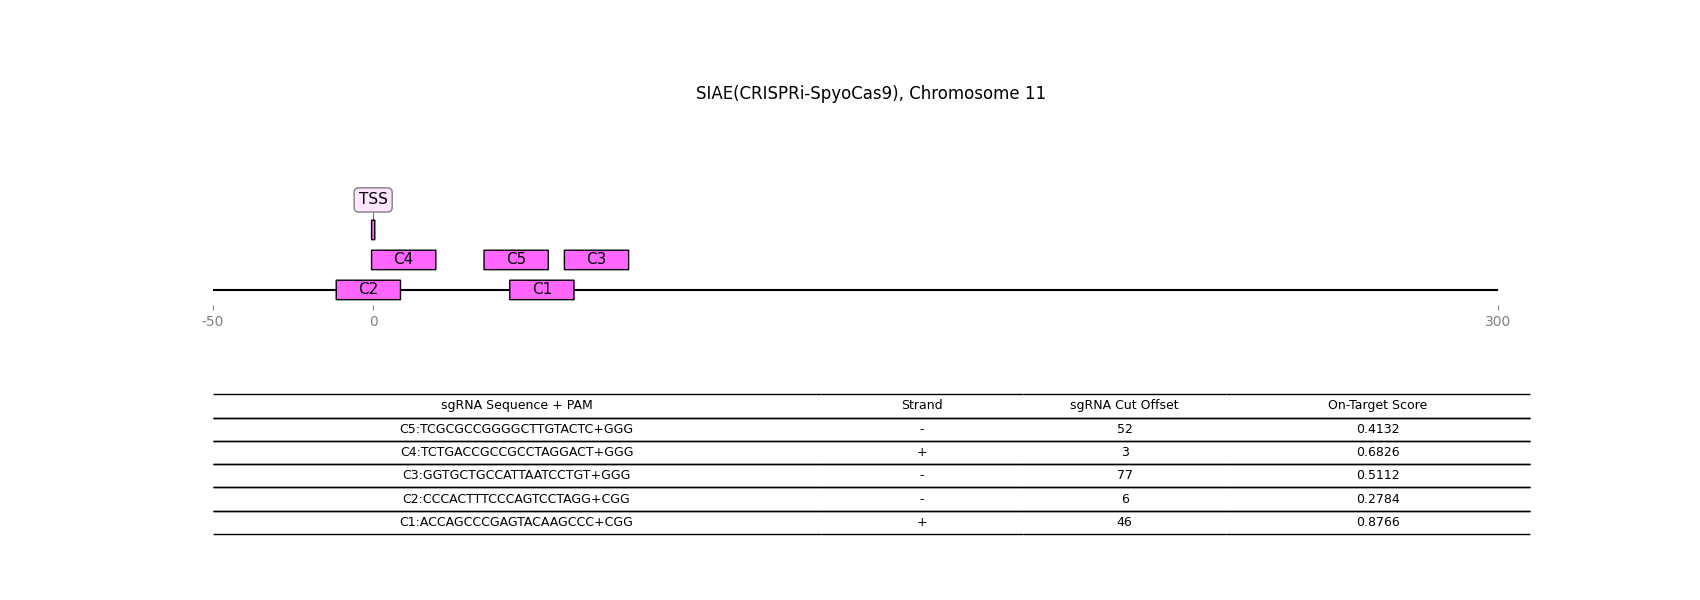 SIAE(CRISPRi-SpyoCas9), Chromosome 11
TSS
C4 C5 C3
C2 C1
-50 0 300
sgRNA Sequence + PAM Strand sgRNA Cut Offset On-Target Score
C5:TCGCGCCGGGGCTTGTACTC+GGG - 52 0.4132
C4:TCTGACCGCCGCCTAGGACT+GGG + 3 0.6826
C3:GGTGCTGCCATTAATCCTGT+GGG - 77 0.5112
C2:CCCACTTTCCCAGTCCTAGG+CGG - 6 0.2784
C1:ACCAGCCCGAGTACAAGCCC+CGG + 46 0.8766